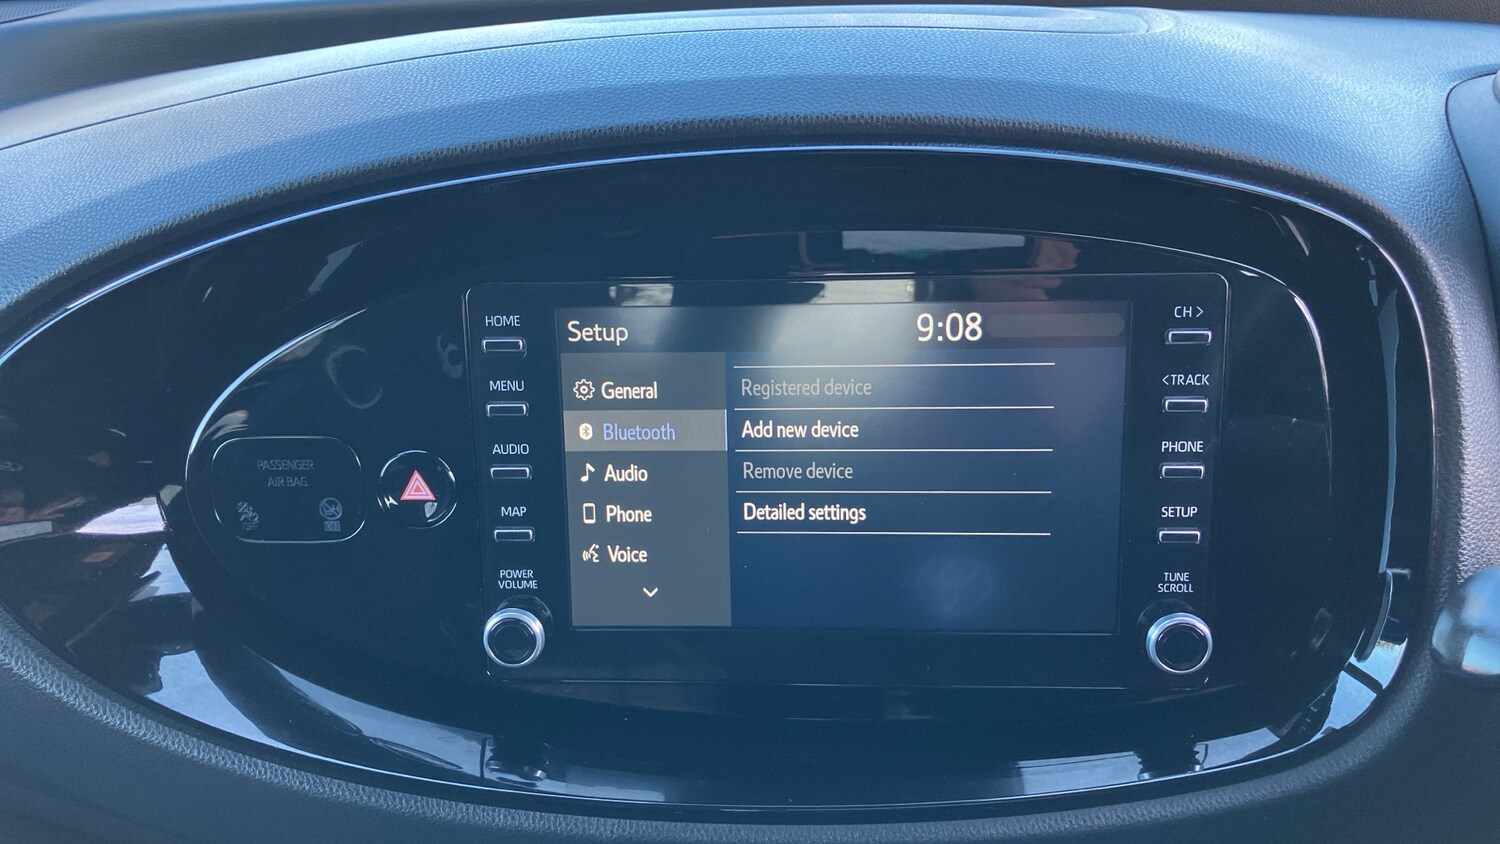 HOME
MENU
AUDIO
MAP
POWER
VOLUME
PASSENGER
AIR BAG
Setup
9:08
General
Bluetooth
Audio
Phone
Voice
Registered device
Add new device
Remove device
Detailed settings
CH >
< TRACK
PHONE
SETUP
TUNE
SCROLL